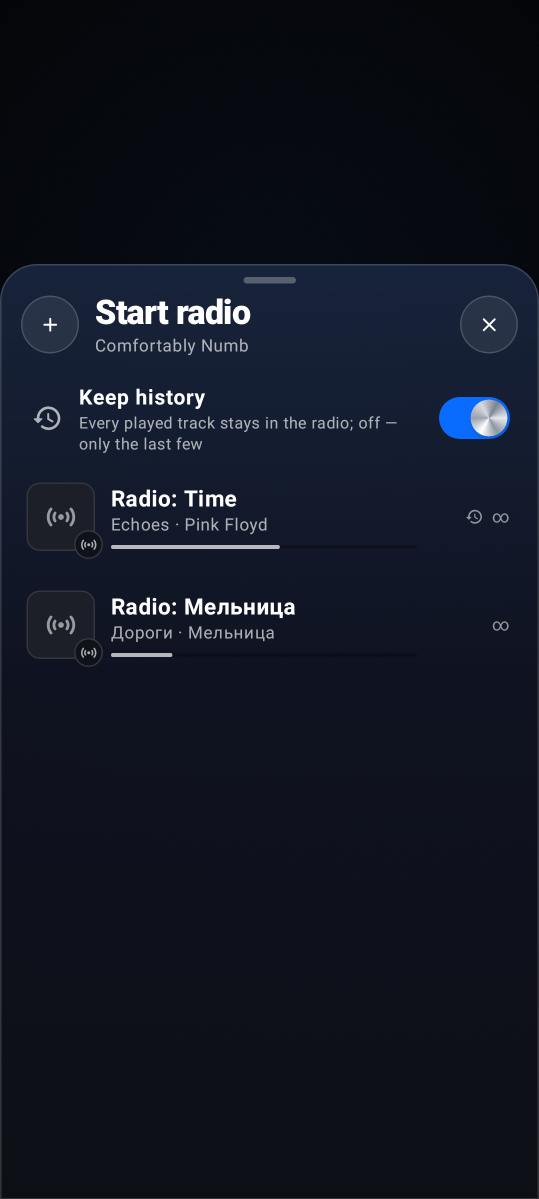 Start radio
Comfortably Numb
Keep history
Every played track stays in the radio; off —
only the last few
Radio: Time
Echoes · Pink Floyd
∞
Radio: Мельница
Дороги · Мельница
∞